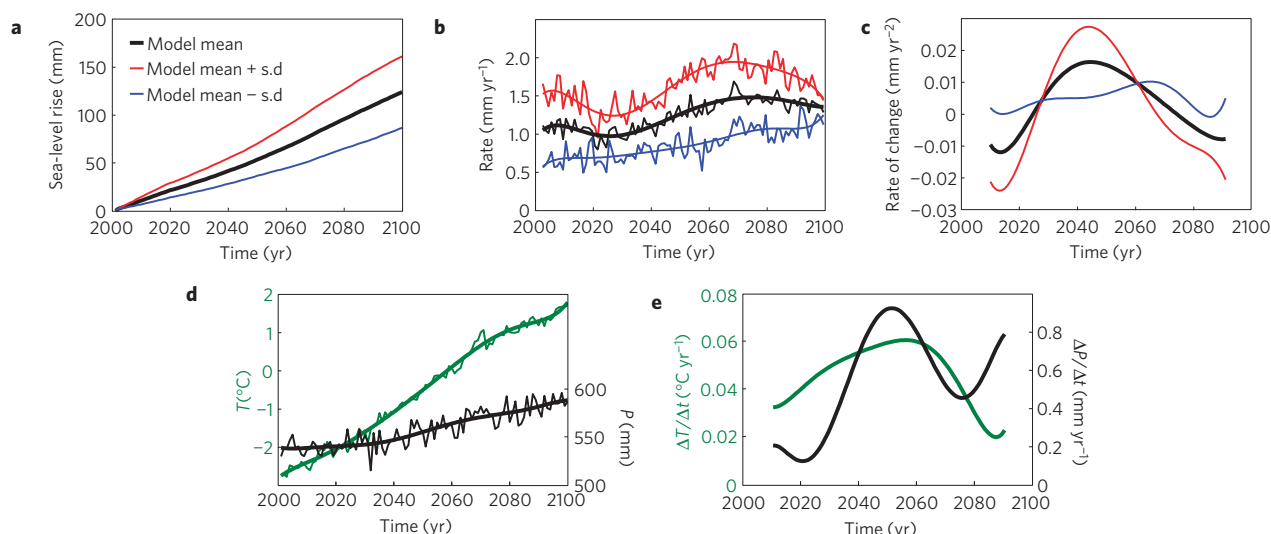 a
200
150
100
50
0
Sea-level rise (mm)
Model mean
Model mean + s.d
Model mean − s.d
2000 2020 2040 2060 2080 2100
Time (yr)
b
2.0
1.5
1.0
0.5
0
Rate (mm yr⁻¹)
2000 2020 2040 2060 2080 2100
Time (yr)
c
0.02
0.01
0
−0.01
−0.02
−0.03
Rate of change (mm yr⁻²)
2000 2020 2040 2060 2080 2100
Time (yr)
d
2
1
0
−1
−2
T(°C)
600
550
500
P (mm)
2000 2020 2040 2060 2080 2100
Time (yr)
e
0.08
0.06
0.04
0.02
0
ΔT/Δt (°C yr⁻¹)
0.8
0.6
0.4
0.2
0
ΔP/Δt (mm yr⁻¹)
2000 2020 2040 2060 2080 2100
Time (yr)